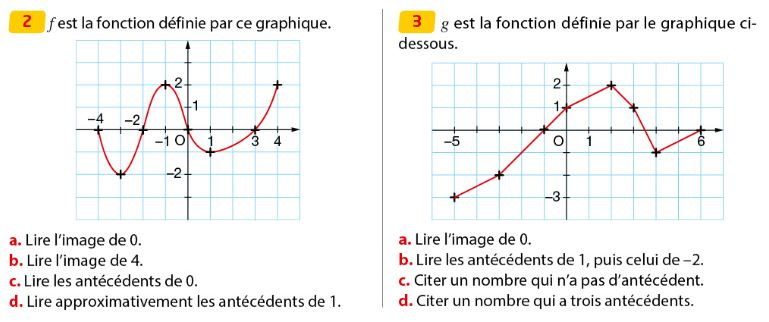 2 f est la fonction définie par ce graphique.
2
1
-4
-2
-1
O
1
3
4
-2
a. Lire l'image de 0.
b. Lire l'image de 4.
c. Lire les antécédents de 0.
d. Lire approximativement les antécédents de 1.
3 g est la fonction définie par le graphique ci-
dessous.
2
1
-5
O
1
6
-3
a. Lire l'image de 0.
b. Lire les antécédents de 1, puis celui de –2.
c. Citer un nombre qui n'a pas d'antécédent.
d. Citer un nombre qui a trois antécédents.